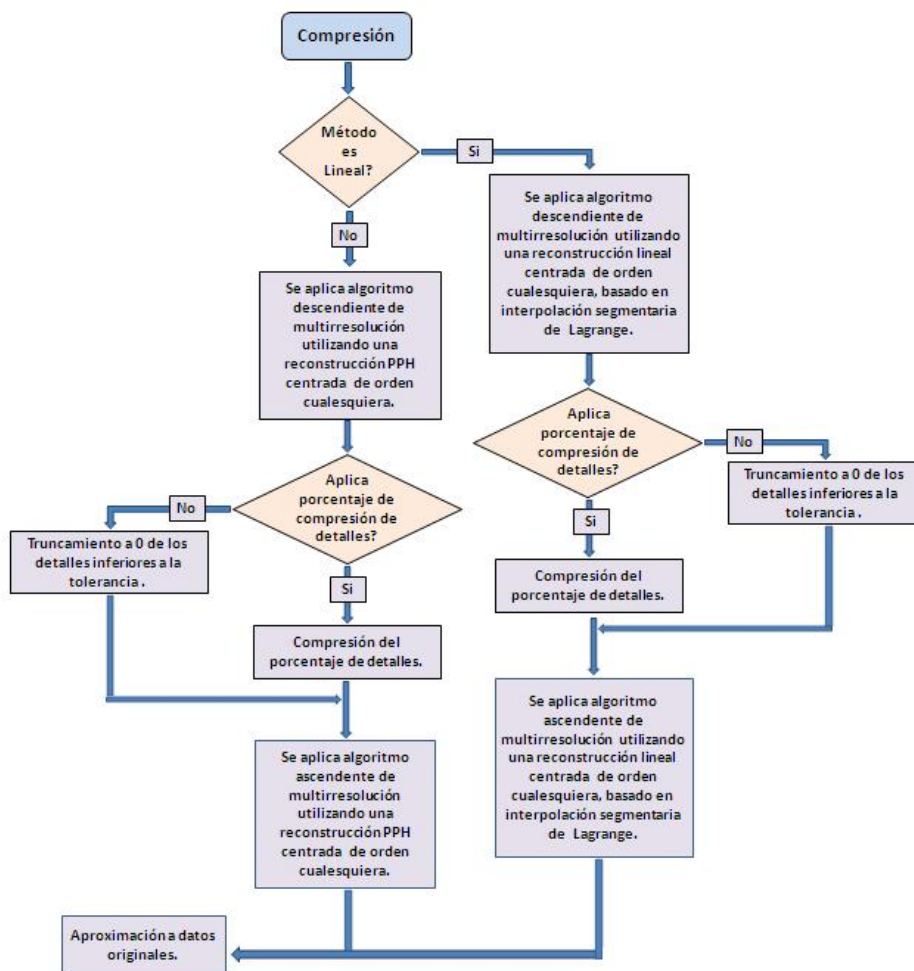 Compresión
Método
es
Lineal?
Si
No
Se aplica algoritmo
descendiente de
multirresolución utilizando
una reconstrucción lineal
centrada de orden
cualesquiera, basado en
interpolación segmentaria
de Lagrange.
Se aplica algoritmo
descendiente de
multirresolución
utilizando una
reconstrucción PPH
centrada de orden
cualesquiera.
Aplica
porcentaje de
compresión de
detalles?
No
Si
Truncamiento a 0 de los
detalles inferiores a la
tolerancia .
Compresión del
porcentaje de detalles.
Aplica
porcentaje de
compresión de
detalles?
No
Si
Truncamiento a 0 de los
detalles inferiores a la
tolerancia .
Compresión del
porcentaje de detalles.
Se aplica algoritmo
ascendente de
multirresolución utilizando
una reconstrucción lineal
centrada de orden
cualesquiera, basado en
interpolación segmentaria
de Lagrange.
Se aplica algoritmo
ascendente de
multirresolución
utilizando una
reconstrucción PPH
centrada de orden
cualesquiera.
Aproximación a datos
originales.